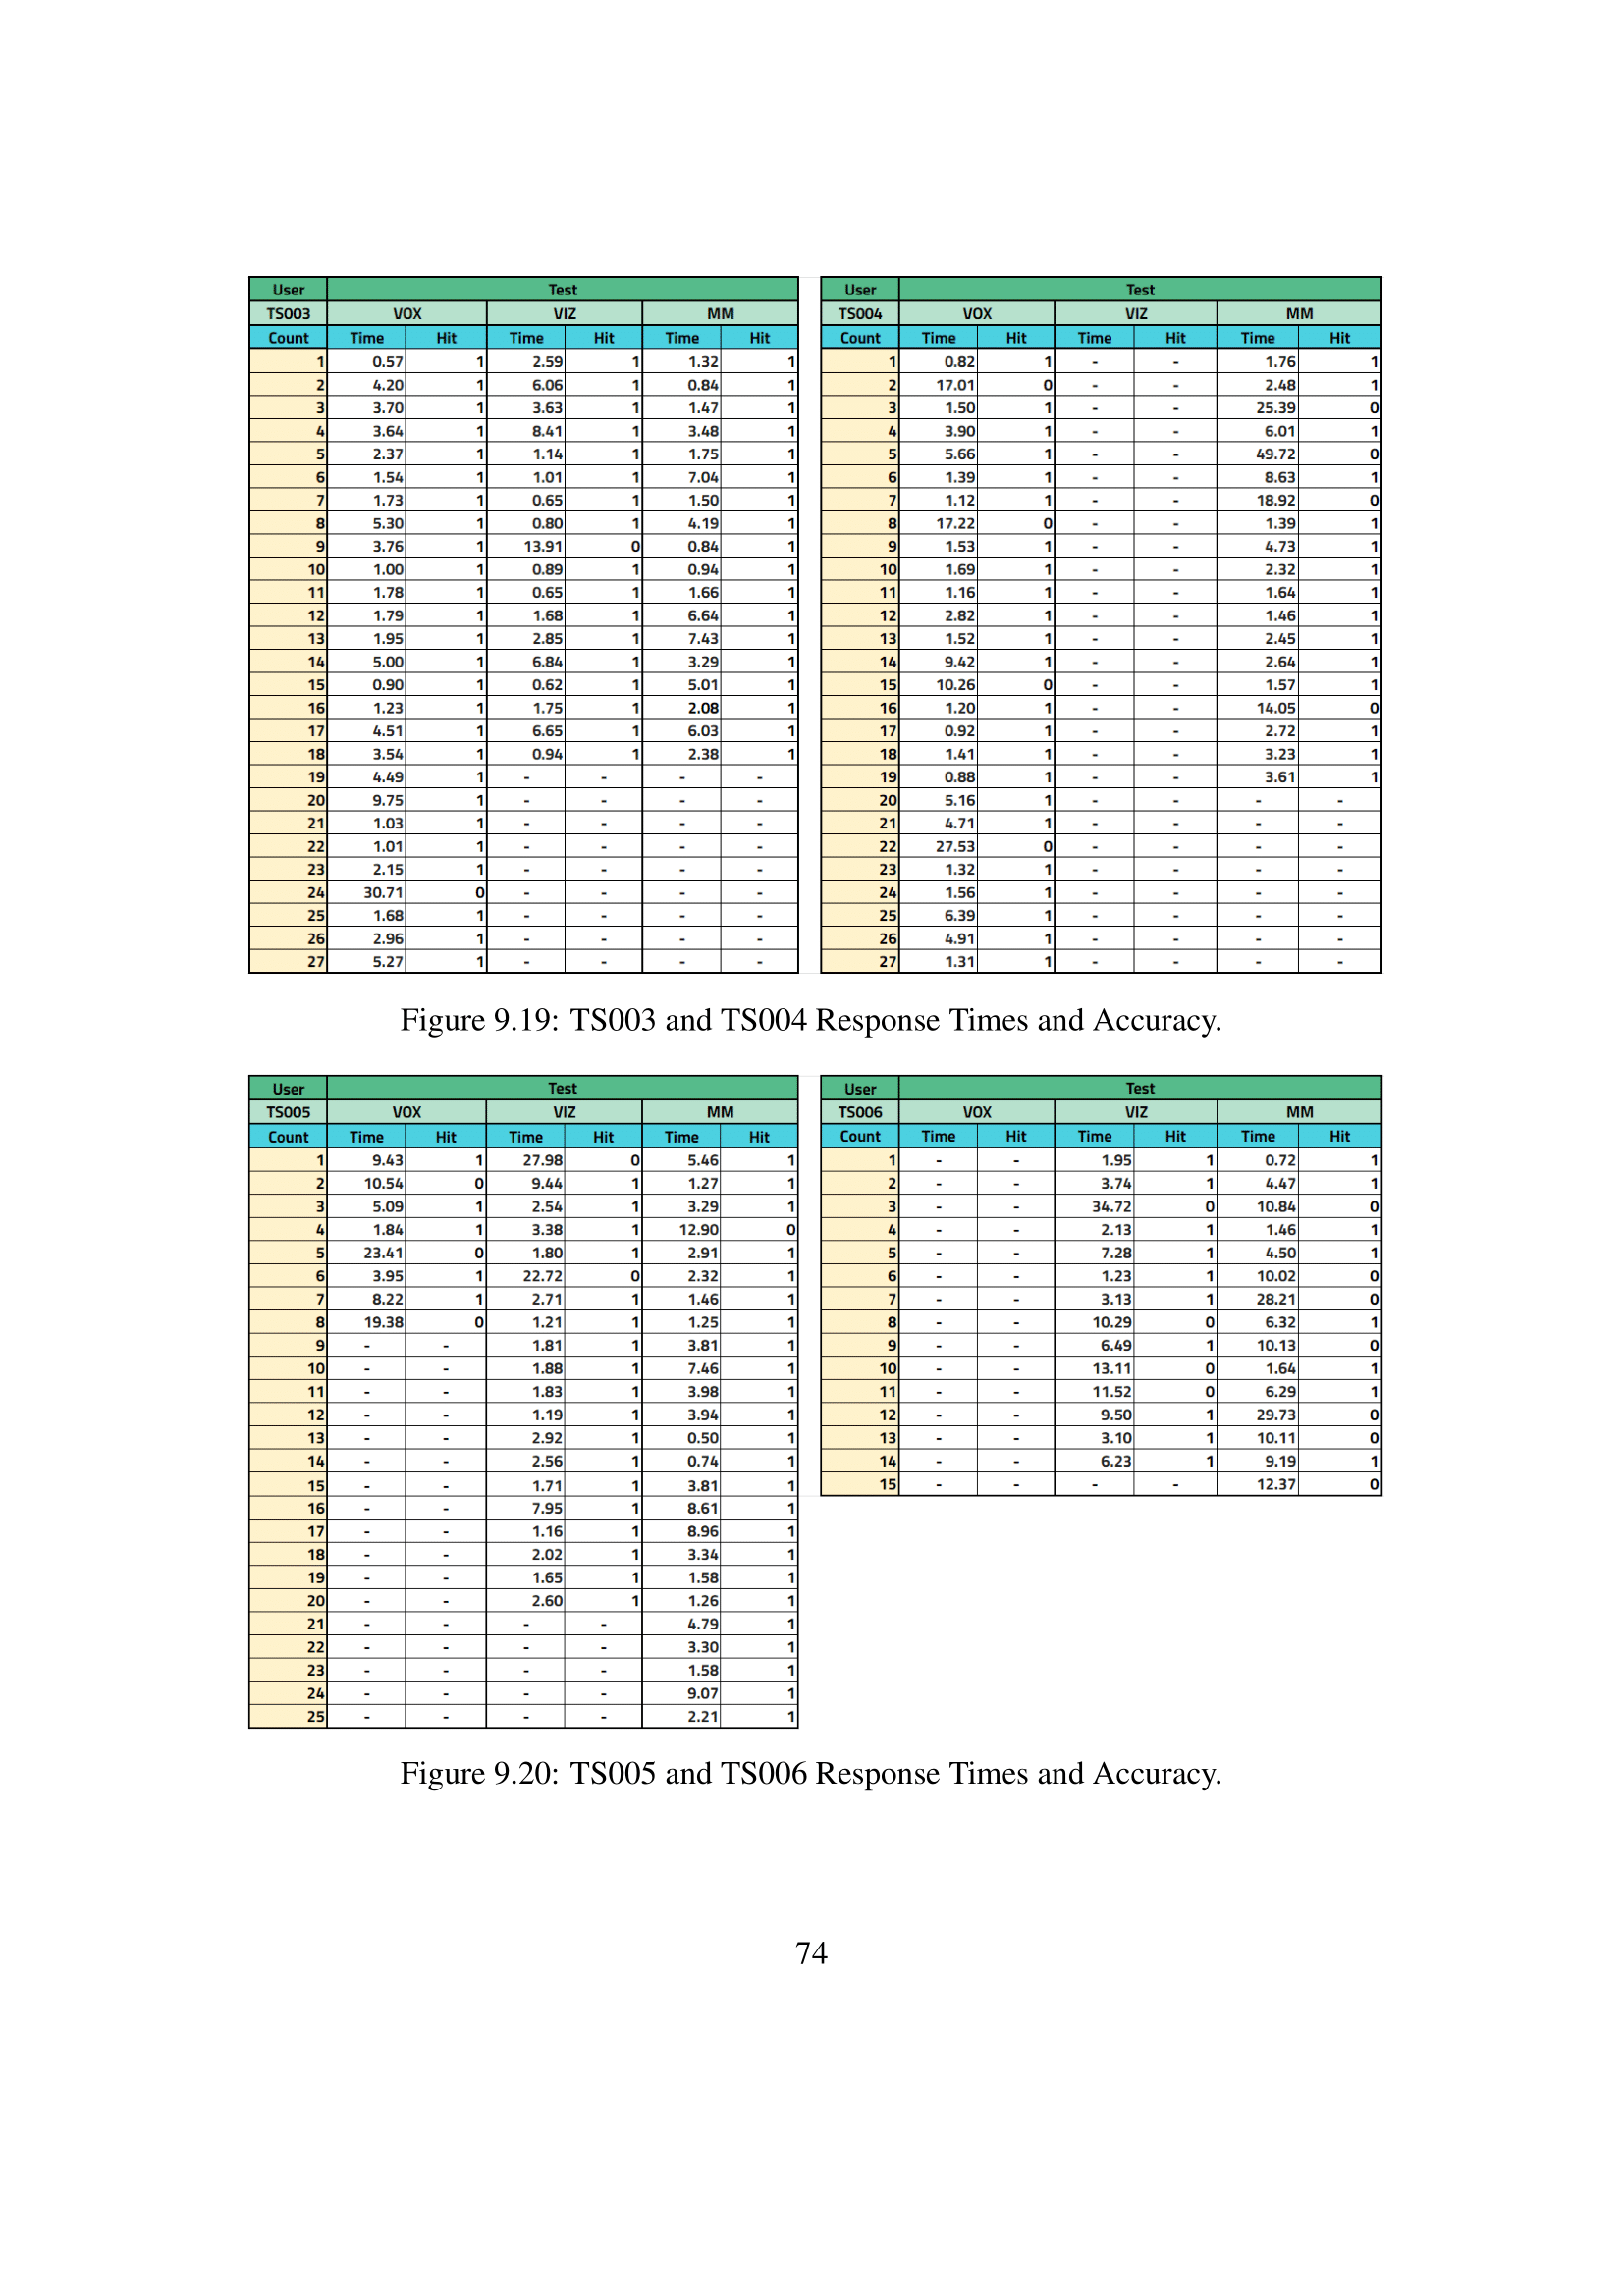 User Test
TS003 VOX VIZ MM
Count Time Hit Time Hit Time Hit
1 0.57 1 2.59 1 1.32 1
2 4.20 1 6.06 1 0.84 1
3 3.70 1 3.63 1 1.47 1
4 3.64 1 8.41 1 3.48 1
5 2.37 1 1.14 1 1.75 1
6 1.54 1 1.01 1 7.04 1
7 1.73 1 0.65 1 1.50 1
8 5.30 1 0.80 1 4.19 1
9 3.76 1 13.91 0 0.84 1
10 1.00 1 0.89 1 0.94 1
11 1.78 1 0.65 1 1.66 1
12 1.79 1 1.68 1 6.64 1
13 1.95 1 2.85 1 7.43 1
14 5.00 1 6.84 1 3.29 1
15 0.90 1 0.62 1 5.01 1
16 1.23 1 1.75 1 2.08 1
17 4.51 1 6.65 1 6.03 1
18 3.54 1 0.94 1 2.38 1
19 4.49 1 - - - -
20 9.75 1 - - - -
21 1.03 1 - - - -
22 1.01 1 - - - -
23 2.15 1 - - - -
24 30.71 0 - - - -
25 1.68 1 - - - -
26 2.96 1 - - - -
27 5.27 1 - - - -
User Test
TS004 VOX VIZ MM
Count Time Hit Time Hit Time Hit
1 0.82 1 - - 1.76 1
2 17.01 0 - - 2.48 1
3 1.50 1 - - 25.39 0
4 3.90 1 - - 6.01 1
5 5.66 1 - - 49.72 0
6 1.39 1 - - 8.63 1
7 1.12 1 - - 18.92 0
8 17.22 0 - - 1.39 1
9 1.53 1 - - 4.73 1
10 1.69 1 - - 2.32 1
11 1.16 1 - - 1.64 1
12 2.82 1 - - 1.46 1
13 1.52 1 - - 2.45 1
14 9.42 1 - - 2.64 1
15 10.26 0 - - 1.57 1
16 1.20 1 - - 14.05 0
17 0.92 1 - - 2.72 1
18 1.41 1 - - 3.23 1
19 0.88 1 - - 3.61 1
20 5.16 1 - - - -
21 4.71 1 - - - -
22 27.53 0 - - - -
23 1.32 1 - - - -
24 1.56 1 - - - -
25 6.39 1 - - - -
26 4.91 1 - - - -
27 1.31 1 - - - -
Figure 9.19: TS003 and TS004 Response Times and Accuracy.
User Test
TS005 VOX VIZ MM
Count Time Hit Time Hit Time Hit
1 9.43 1 27.98 0 5.46 1
2 10.54 0 9.44 1 1.27 1
3 5.09 1 2.54 1 3.29 1
4 1.84 1 3.38 1 12.90 0
5 23.41 0 1.80 1 2.91 1
6 3.95 1 22.72 0 2.32 1
7 8.22 1 2.71 1 1.46 1
8 19.38 0 1.21 1 1.25 1
9 - - 1.81 1 3.81 1
10 - - 1.88 1 7.46 1
11 - - 1.83 1 3.98 1
12 - - 1.19 1 3.94 1
13 - - 2.92 1 0.50 1
14 - - 2.56 1 0.74 1
15 - - 1.71 1 3.81 1
16 - - 7.95 1 8.61 1
17 - - 1.16 1 8.96 1
18 - - 2.02 1 3.34 1
19 - - 1.65 1 1.58 1
20 - - 2.60 1 1.26 1
21 - - - - 4.79 1
22 - - - - 3.30 1
23 - - - - 1.58 1
24 - - - - 9.07 1
25 - - - - 2.21 1
User Test
TS006 VOX VIZ MM
Count Time Hit Time Hit Time Hit
1 - - 1.95 1 0.72 1
2 - - 3.74 1 4.47 1
3 - - 34.72 0 10.84 0
4 - - 2.13 1 1.46 1
5 - - 7.28 1 4.50 1
6 - - 1.23 1 10.02 0
7 - - 3.13 1 28.21 0
8 - - 10.29 0 6.32 1
9 - - 6.49 1 10.13 0
10 - - 13.11 0 1.64 1
11 - - 11.52 0 6.29 1
12 - - 9.50 1 29.73 0
13 - - 3.10 1 10.11 0
14 - - 6.23 1 9.19 1
15 - - - - 12.37 0
Figure 9.20: TS005 and TS006 Response Times and Accuracy.
74